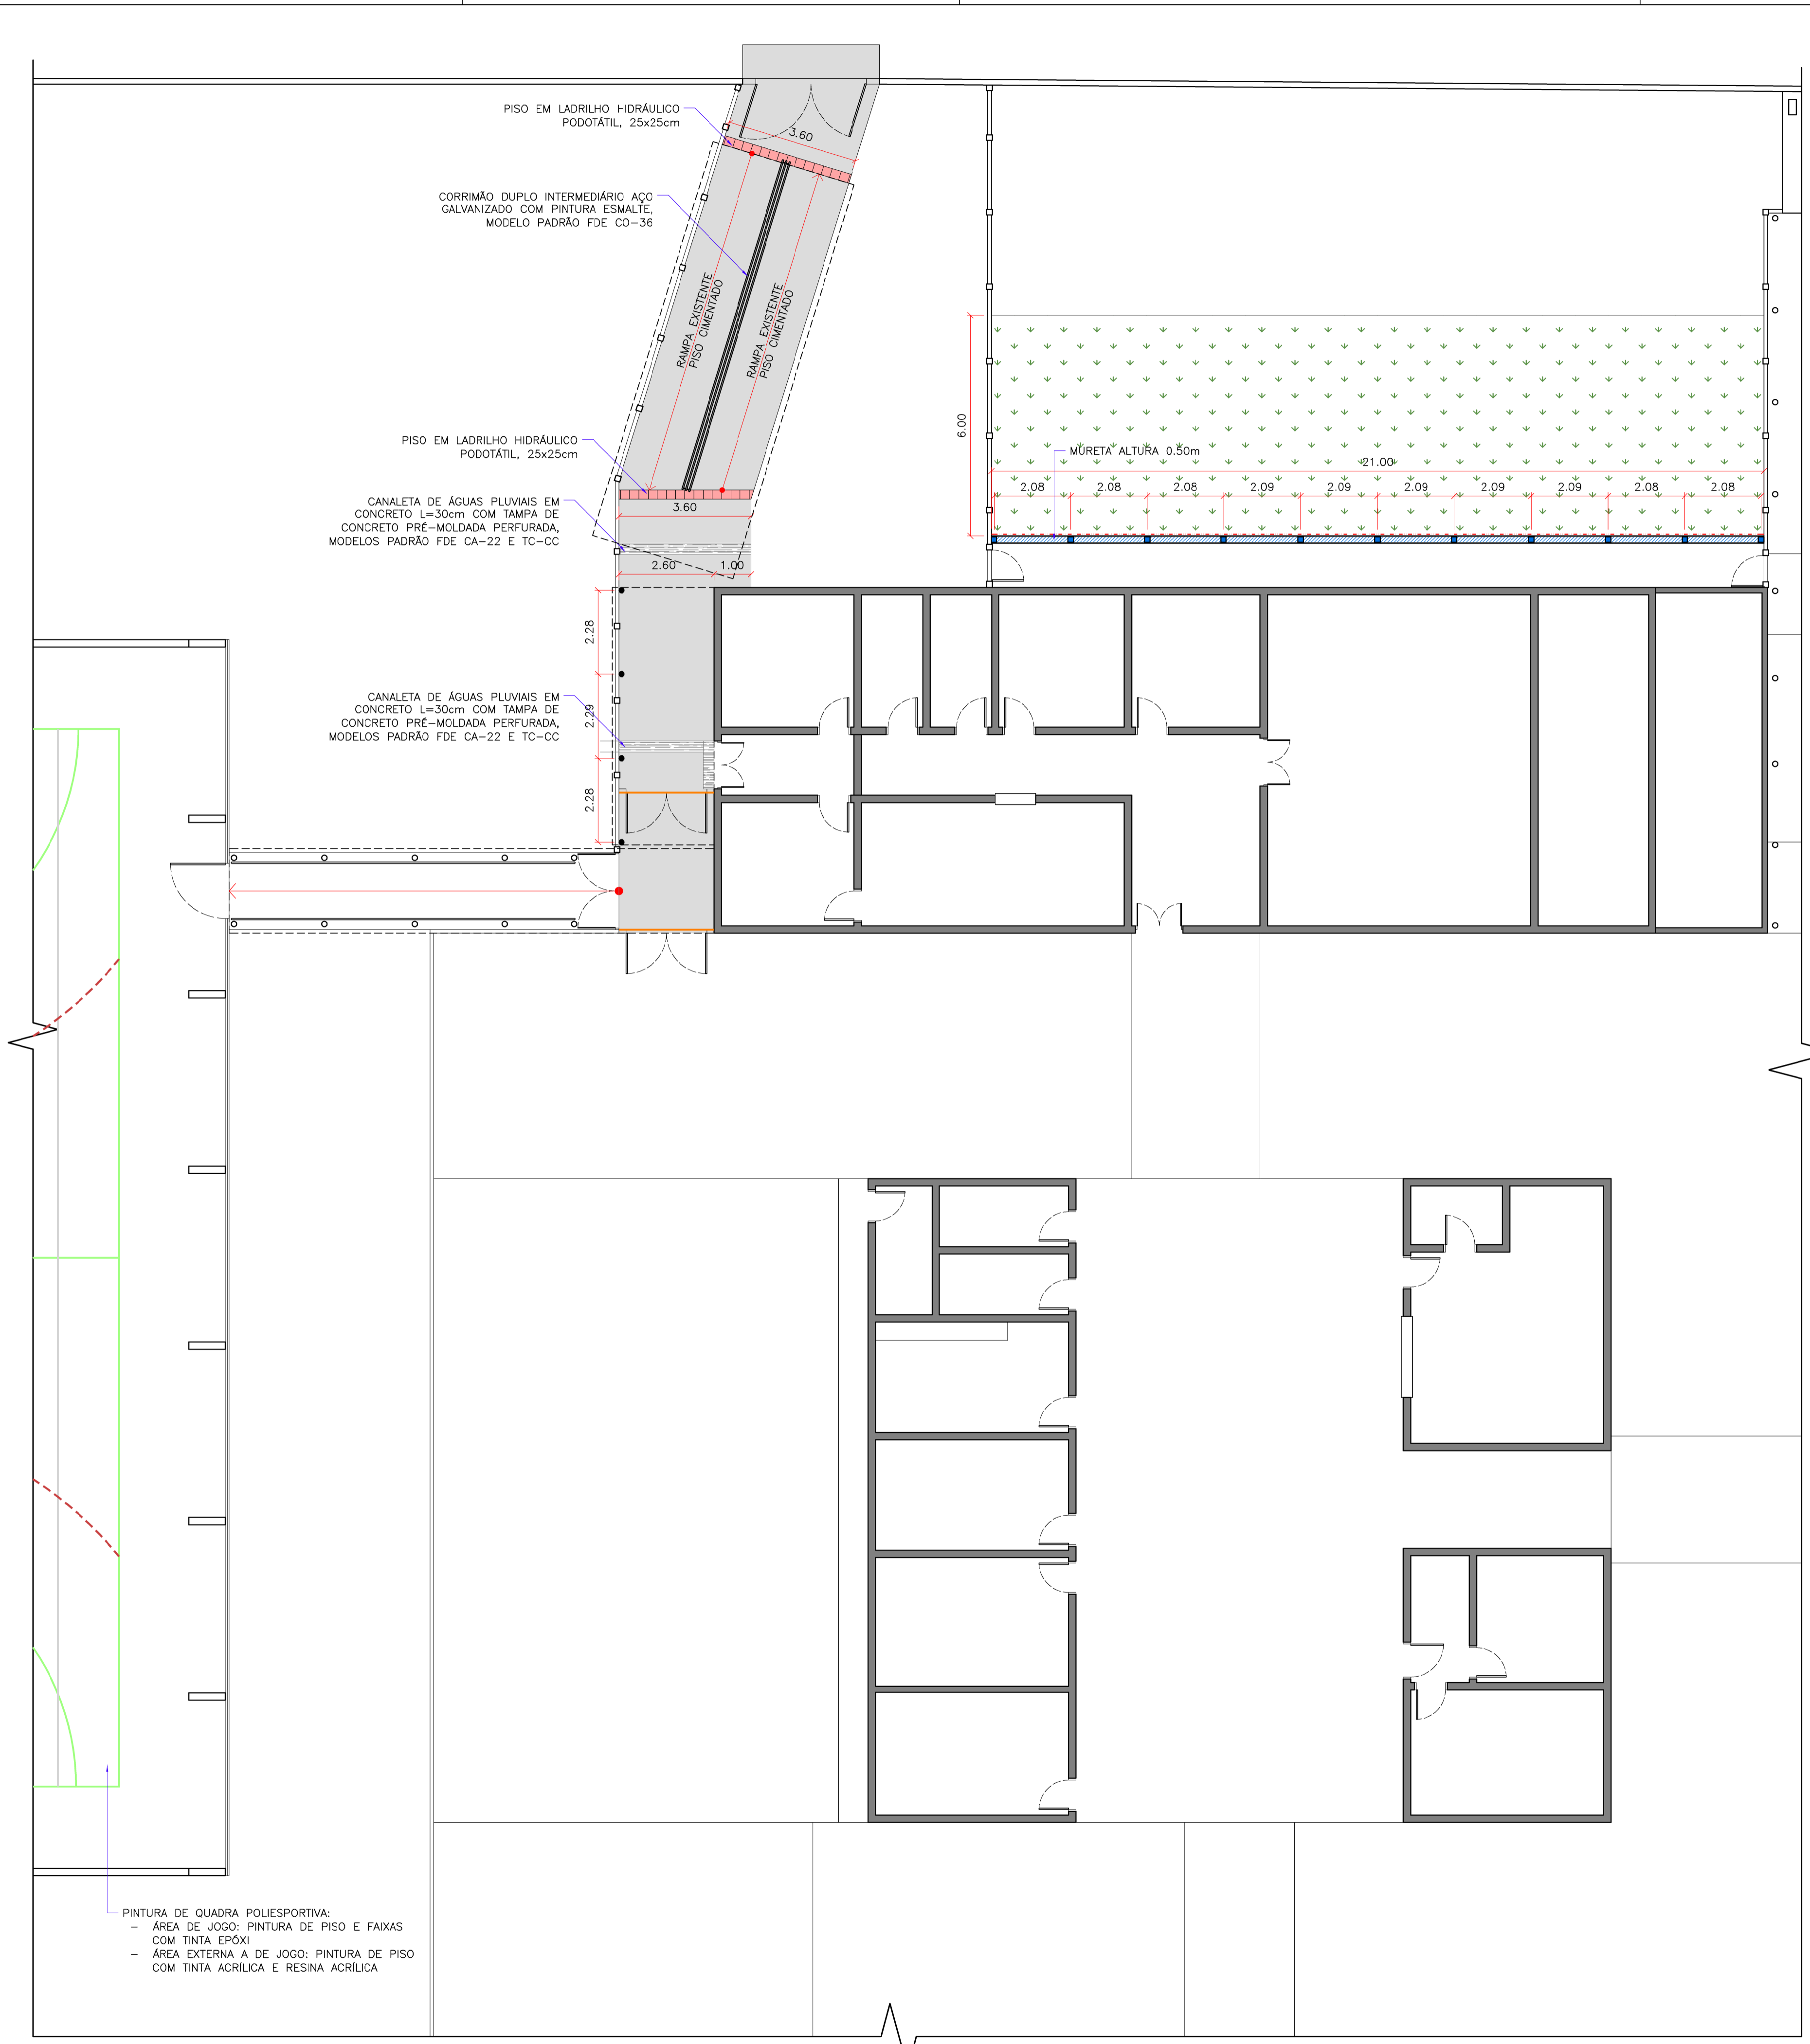 PISO EM LADRILHO HIDRÁULICO
PODOTÁTIL, 25x25cm
3.60
CORRIMÃO DUPLO INTERMEDIÁRIO AÇO
GALVANIZADO COM PINTURA ESMALTE,
MODELO PADRÃO FDE CO-36
RAMPA EXISTENTE
PISO CIMENTADO
RAMPA EXISTENTE
PISO CIMENTADO
PISO EM LADRILHO HIDRÁULICO
PODOTÁTIL, 25x25cm
6.00
MURETA ALTURA 0.50m
21.00
2.08 2.08 2.08 2.09 2.09 2.09 2.09 2.09 2.08 2.08
CANALETA DE ÁGUAS PLUVIAIS EM
CONCRETO L=30cm COM TAMPA DE
CONCRETO PRÉ-MOLDADA PERFURADA,
MODELOS PADRÃO FDE CA-22 E TC-CC
3.60
2.60 1.00
2.28
2.29
2.28
CANALETA DE ÁGUAS PLUVIAIS EM
CONCRETO L=30cm COM TAMPA DE
CONCRETO PRÉ-MOLDADA PERFURADA,
MODELOS PADRÃO FDE CA-22 E TC-CC
PINTURA DE QUADRA POLIESPORTIVA:
- ÁREA DE JOGO: PINTURA DE PISO E FAIXAS
COM TINTA EPÓXI
- ÁREA EXTERNA A DE JOGO: PINTURA DE PISO
COM TINTA ACRÍLICA E RESINA ACRÍLICA